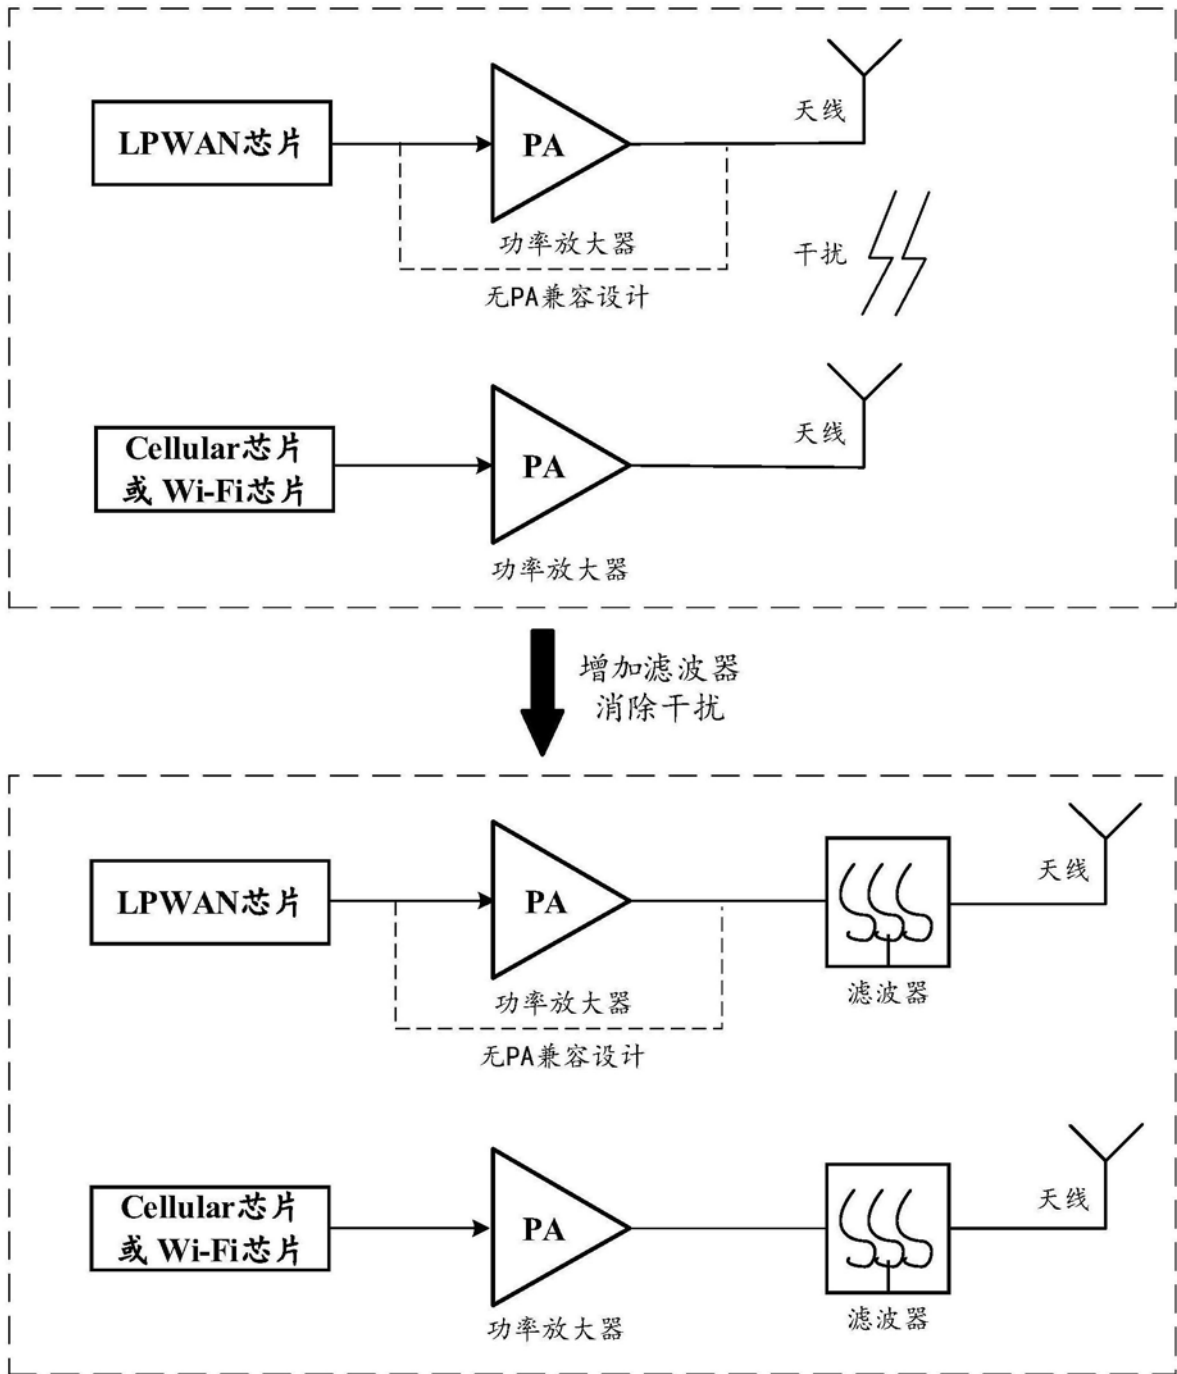 天线
LPWAN芯片
PA
功率放大器
干扰
无PA兼容设计
天线
Cellular芯片
或 Wi-Fi芯片
PA
功率放大器
增加滤波器
消除干扰
天线
LPWAN芯片
PA
滤波器
功率放大器
无PA兼容设计
天线
Cellular芯片
或 Wi-Fi芯片
PA
滤波器
功率放大器